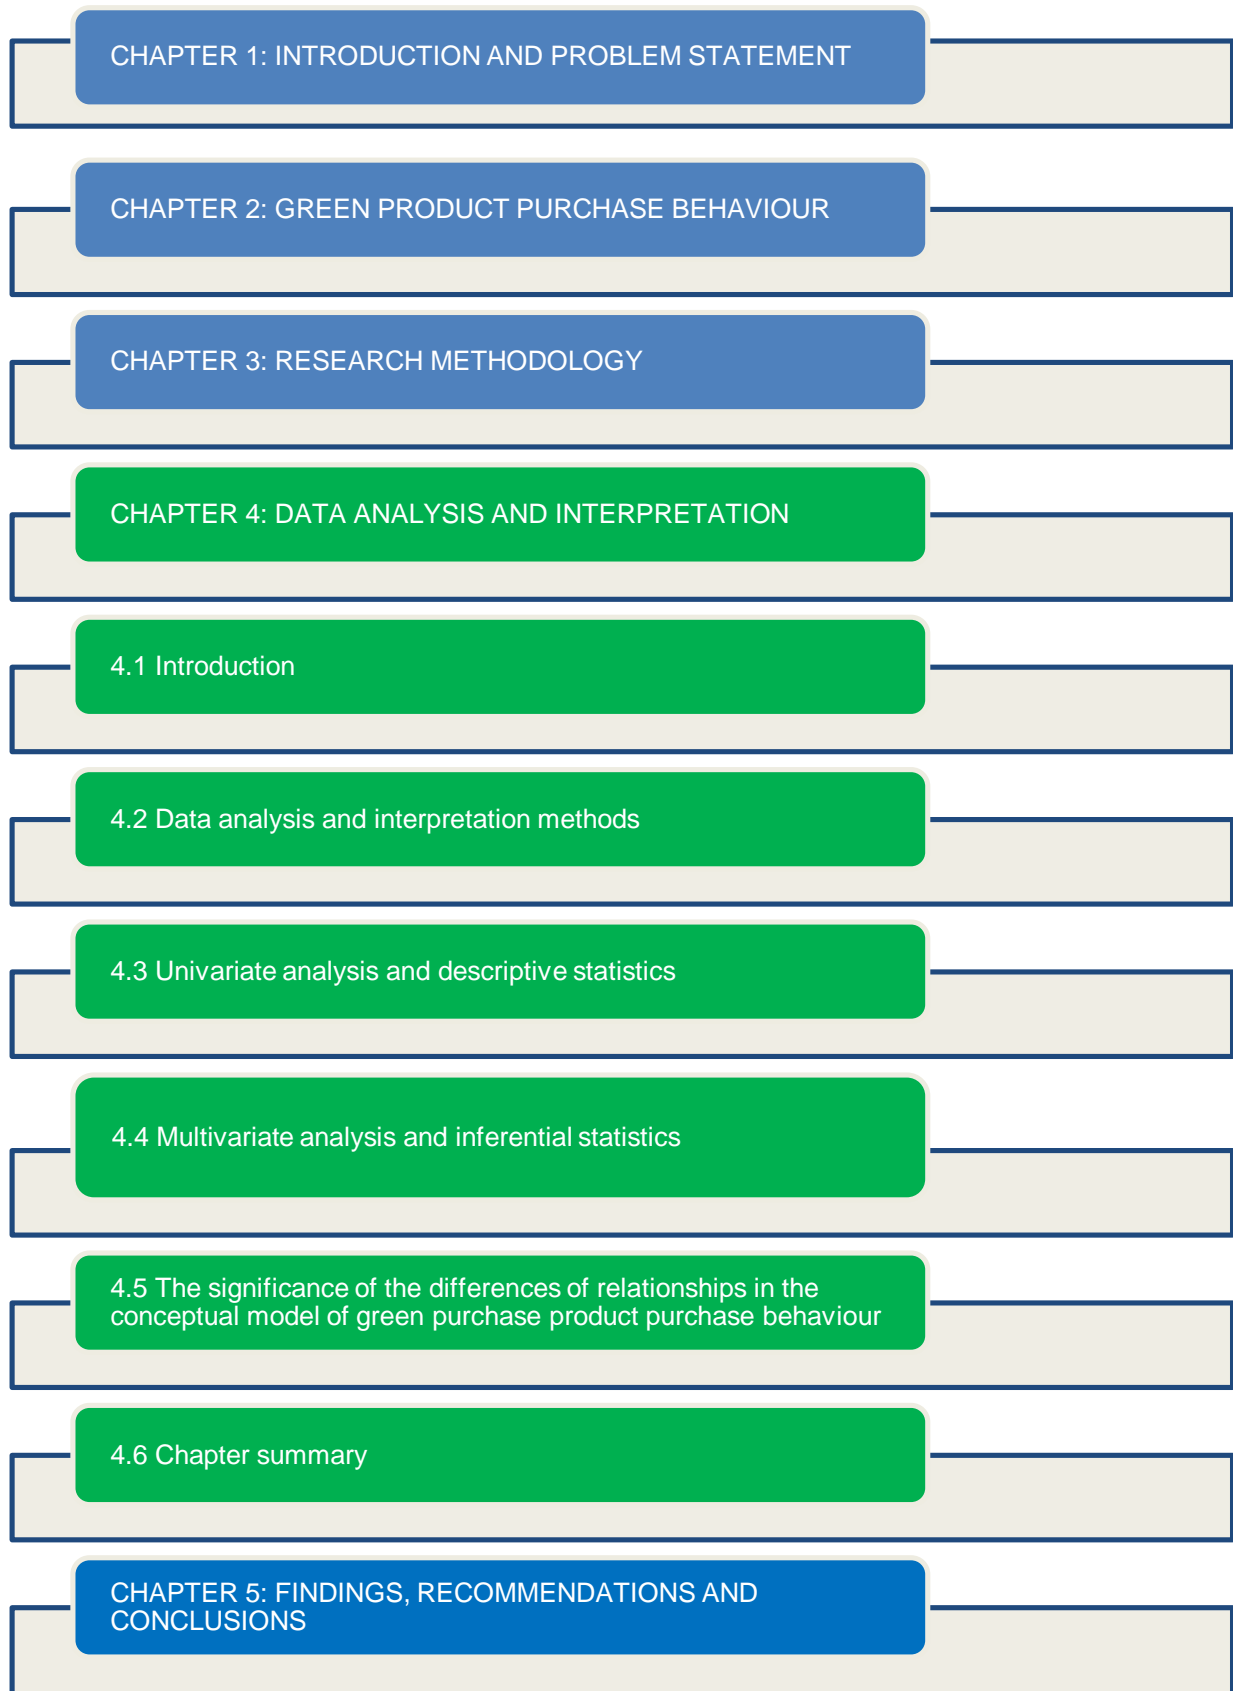 CHAPTER 1: INTRODUCTION AND PROBLEM STATEMENT
CHAPTER 2: GREEN PRODUCT PURCHASE BEHAVIOUR
CHAPTER 3: RESEARCH METHODOLOGY
CHAPTER 4: DATA ANALYSIS AND INTERPRETATION
4.1 Introduction
4.2 Data analysis and interpretation methods
4.3 Univariate analysis and descriptive statistics
4.4 Multivariate analysis and inferential statistics
4.5 The significance of the differences of relationships in the
conceptual model of green purchase product purchase behaviour
4.6 Chapter summary
CHAPTER 5: FINDINGS, RECOMMENDATIONS AND
CONCLUSIONS